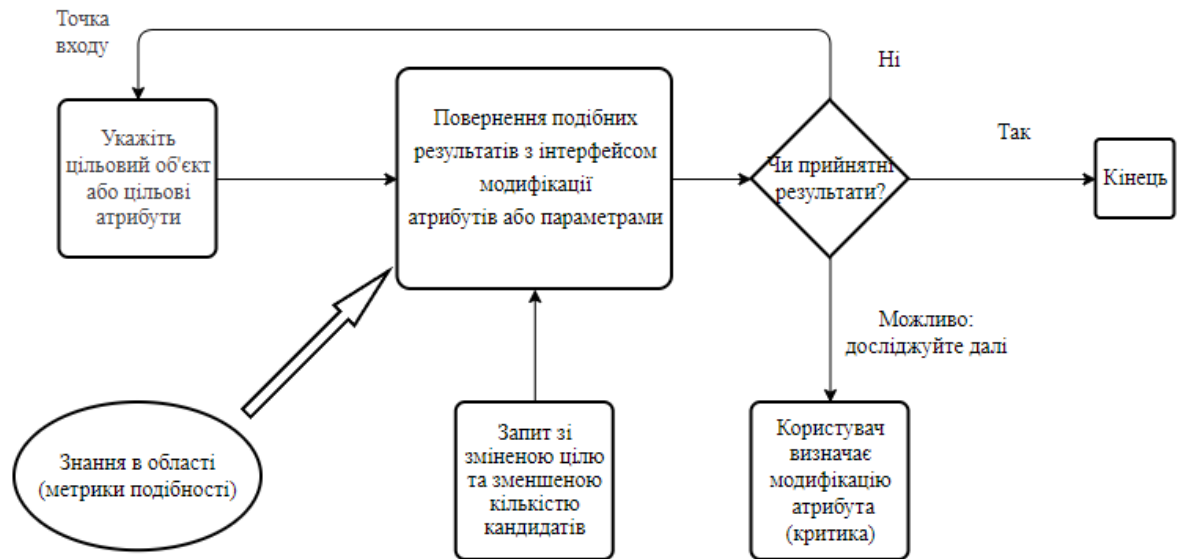 Точка
входу
Укажіть
цільовий об'єкт
або цільові
атрибути
Повернення подібних
результатів з інтерфейсом
модифікації
атрибутів або параметрами
Чи прийнятні
результати?
Ні
Так
Кінець
Можливо:
досліджуйте далі
Знання в області
(метрики подібності)
Запит зі
зміненою цілю
та зменшеною
кількістю
кандидатів
Користувач
визначає
модифікацію
атрибута
(критика)